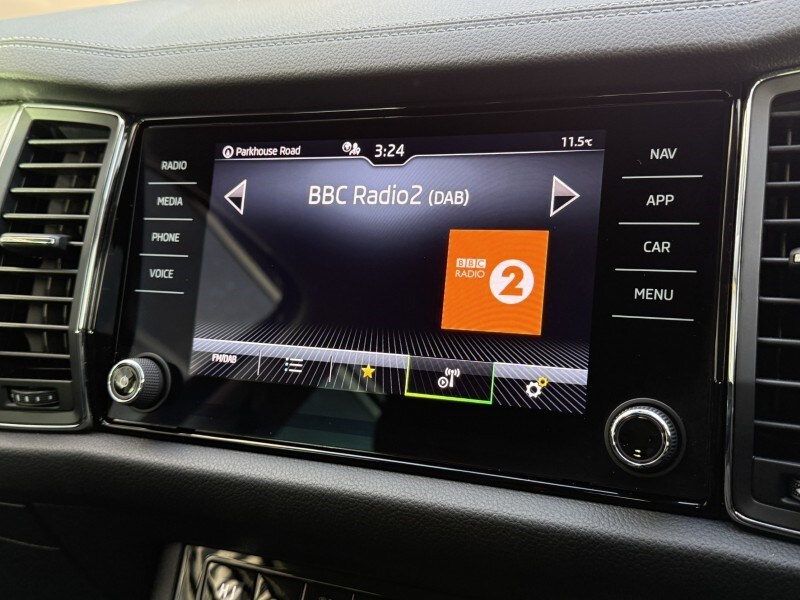 Parkhouse Road 3:24 11.5°C
BBC Radio2 (DAB)
BBC
RADIO 2
FM/DAB
RADIO
MEDIA
PHONE
VOICE
NAV
APP
CAR
MENU